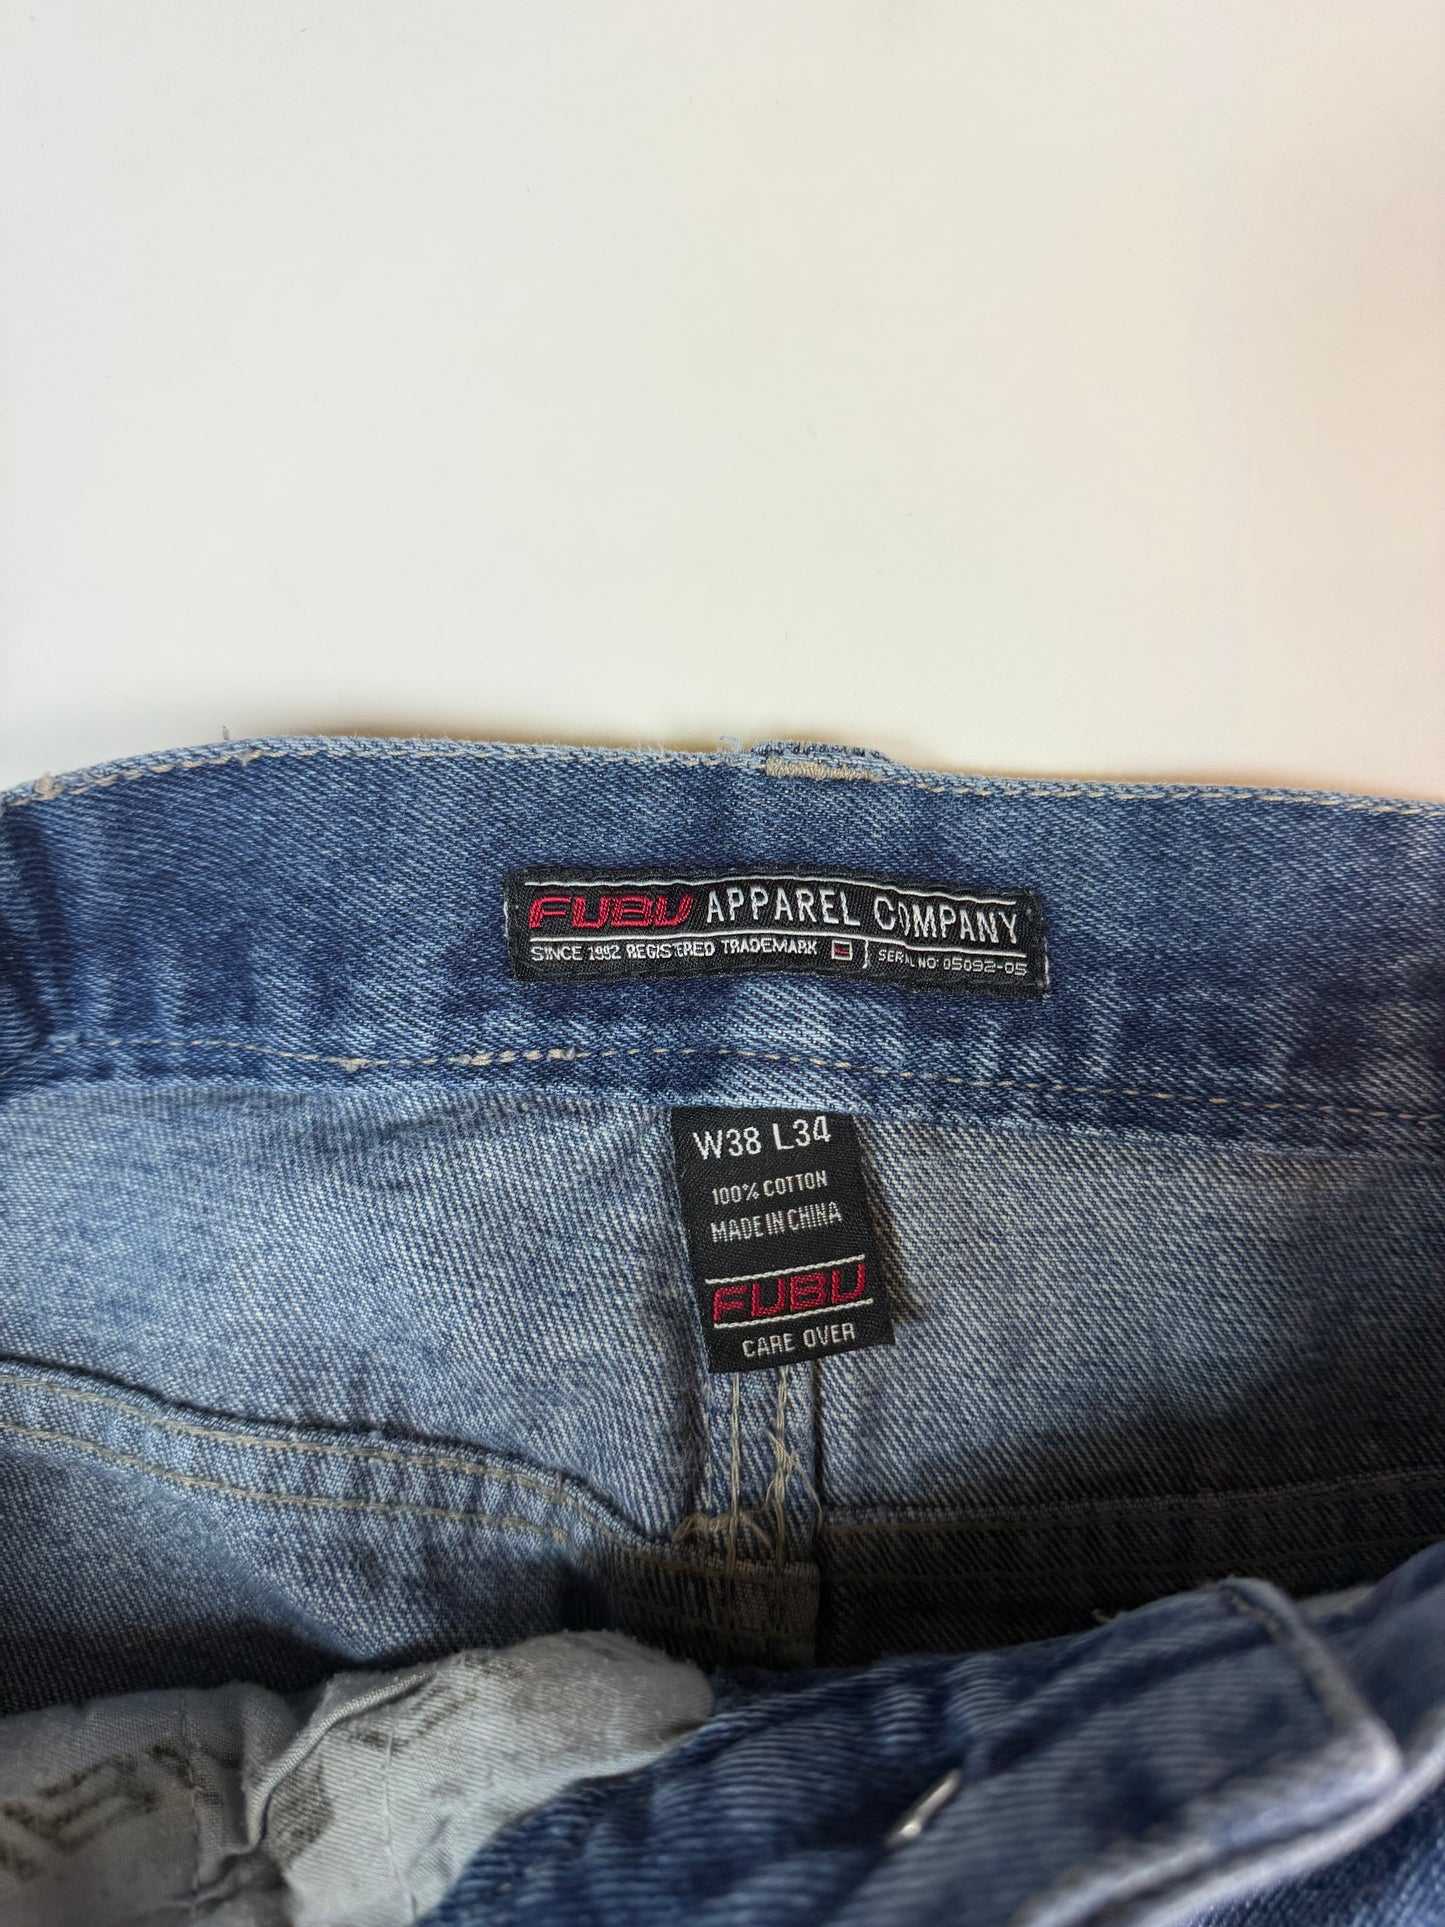 FUBU APPAREL COMPANY
SINCE 1992 REGISTERED TRADEMARK SERIAL NO 05092-05
W38 L34
100% COTTON
MADE IN CHINA
FUBU
CARE OVER